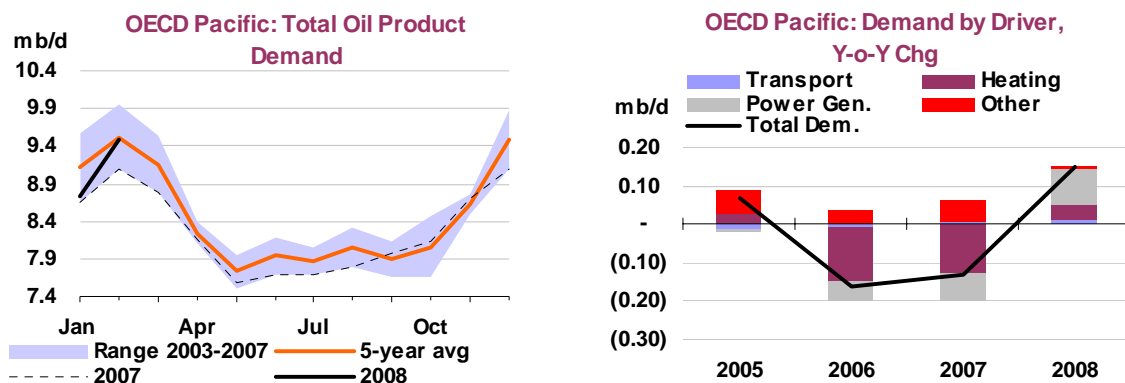 OECD Pacific: Total Oil Product
Demand
mb/d
10.4
9.9
9.4
8.9
8.4
7.9
7.4
Jan Apr Jul Oct
Range 2003-2007 5-year avg
2007 2008
OECD Pacific: Demand by Driver,
Y-o-Y Chg
Transport Heating
mb/d Power Gen. Other
Total Dem.
0.20
0.10
-
(0.10)
(0.20)
(0.30)
2005 2006 2007 2008